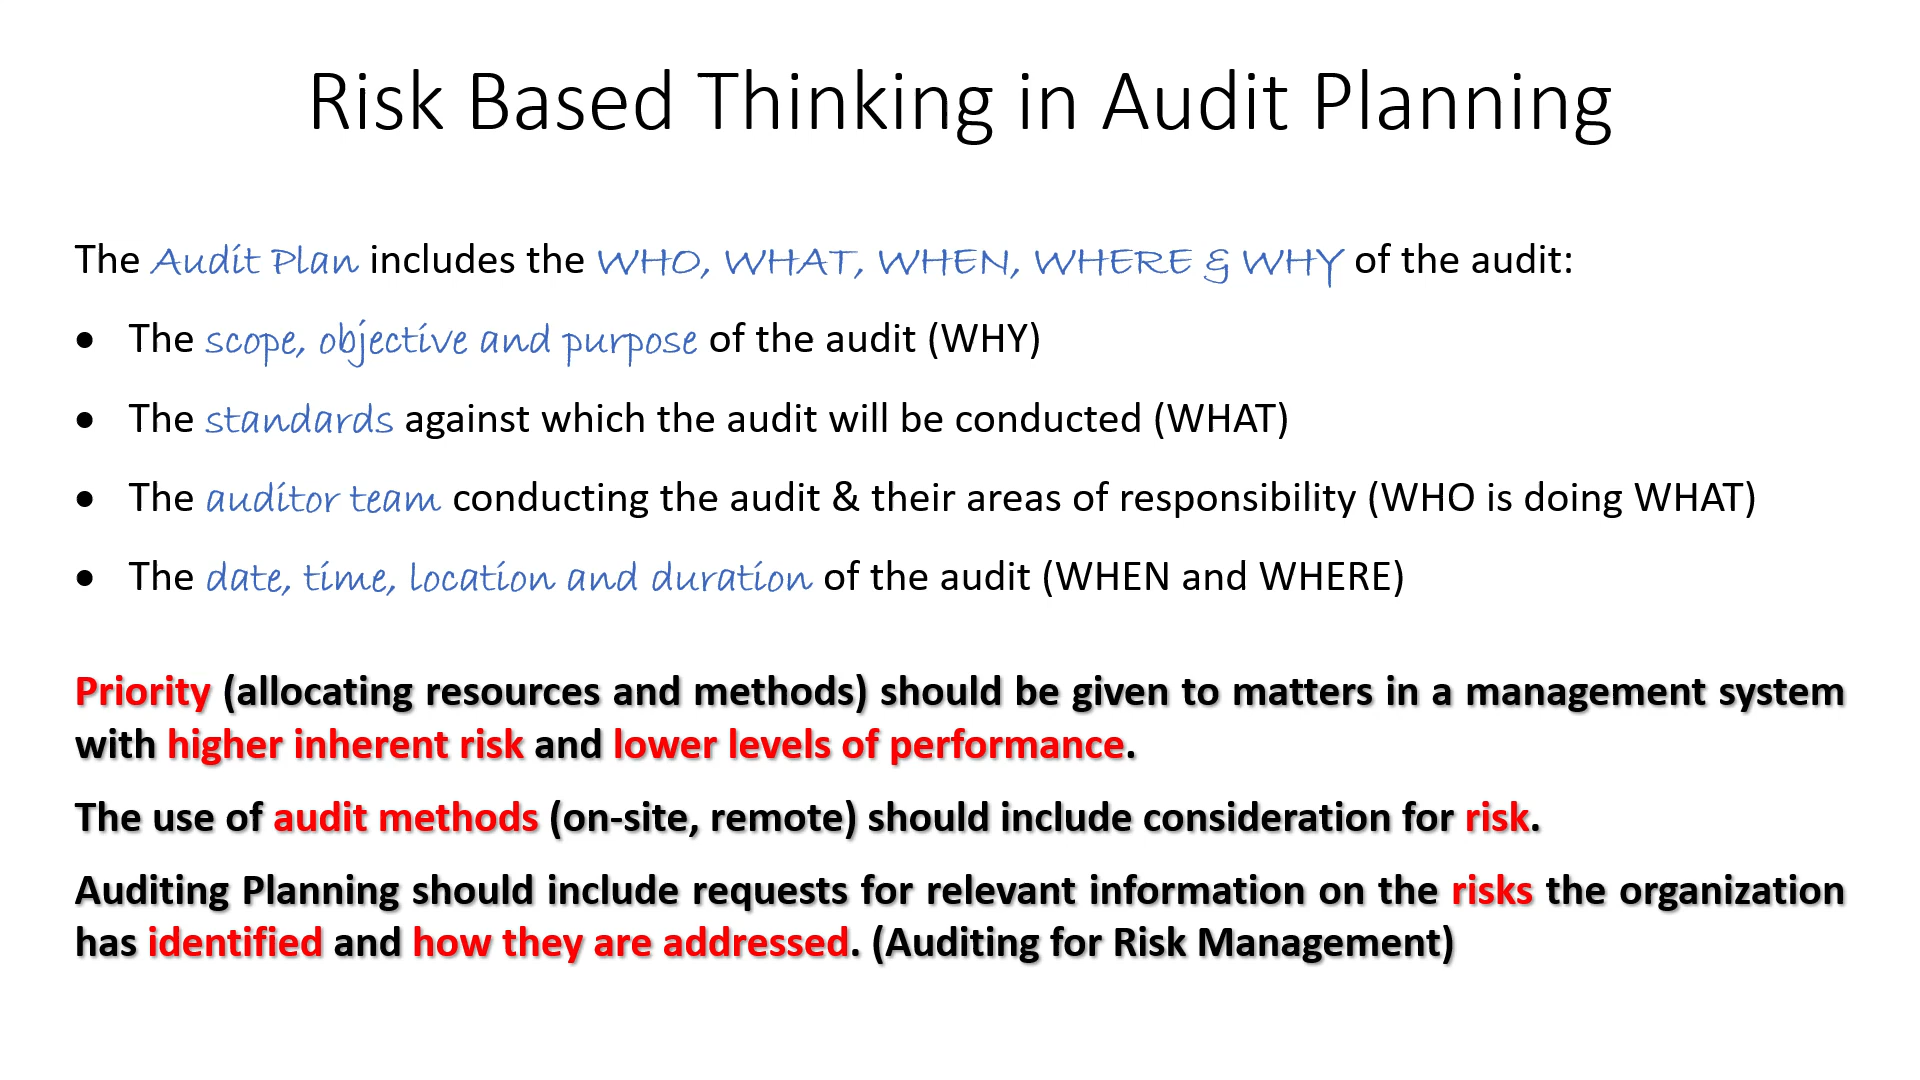 Risk Based Thinking in Audit Planning
The Audit Plan includes the WHO, WHAT, WHEN, WHERE & WHY of the audit:
• The scope, objective and purpose of the audit (WHY)
• The standards against which the audit will be conducted (WHAT)
• The auditor team conducting the audit & their areas of responsibility (WHO is doing WHAT)
• The date, time, location and duration of the audit (WHEN and WHERE)
Priority (allocating resources and methods) should be given to matters in a management system
with higher inherent risk and lower levels of performance.
The use of audit methods (on-site, remote) should include consideration for risk.
Auditing Planning should include requests for relevant information on the risks the organization
has identified and how they are addressed. (Auditing for Risk Management)